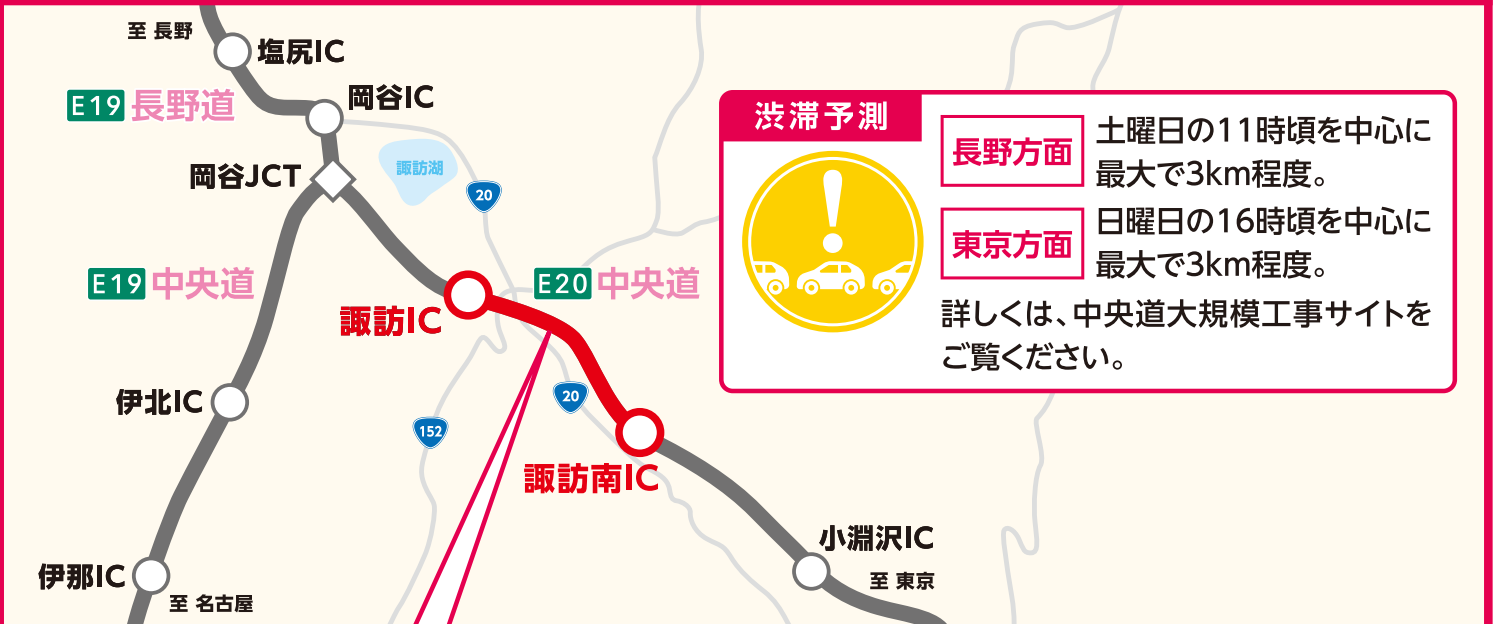 至 長野
塩尻IC
E19 長野道
岡谷IC
岡谷JCT
諏訪湖
20
E19 中央道
E20 中央道
諏訪IC
伊北IC
20
152
諏訪南IC
小淵沢IC
至 東京
伊那IC
至 名古屋
渋滞予測
長野方面
土曜日の11時頃を中心に
最大で3km程度。
東京方面
日曜日の16時頃を中心に
最大で3km程度。
詳しくは、中央道大規模工事サイトを
ご覧ください。